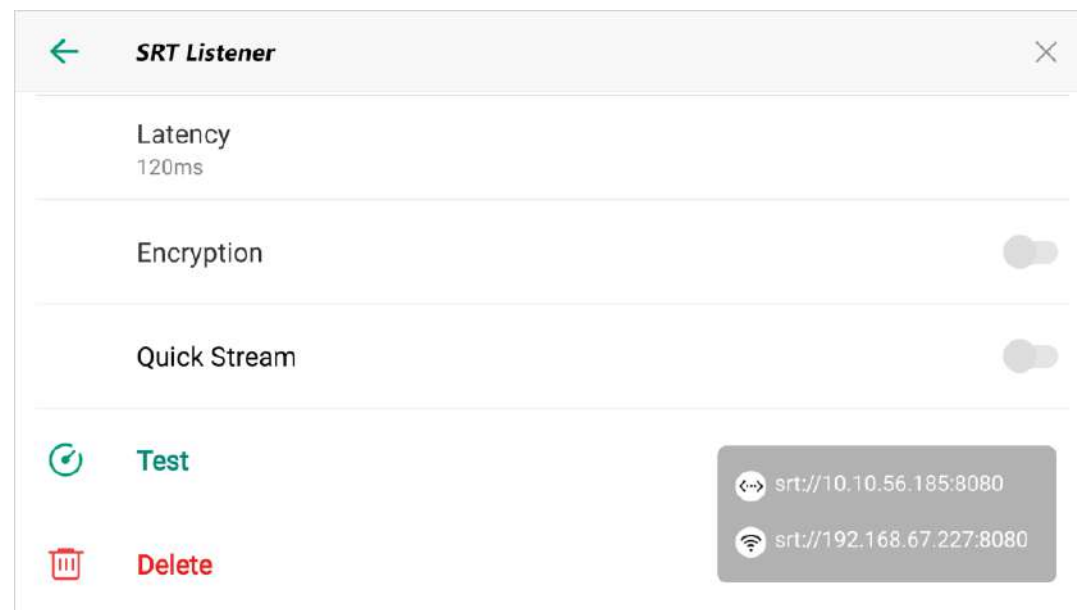 SRT Listener
Latency
120ms
Encryption
Quick Stream
Test
srt://10.10.56.185:8080
srt://192.168.67.227:8080
Delete